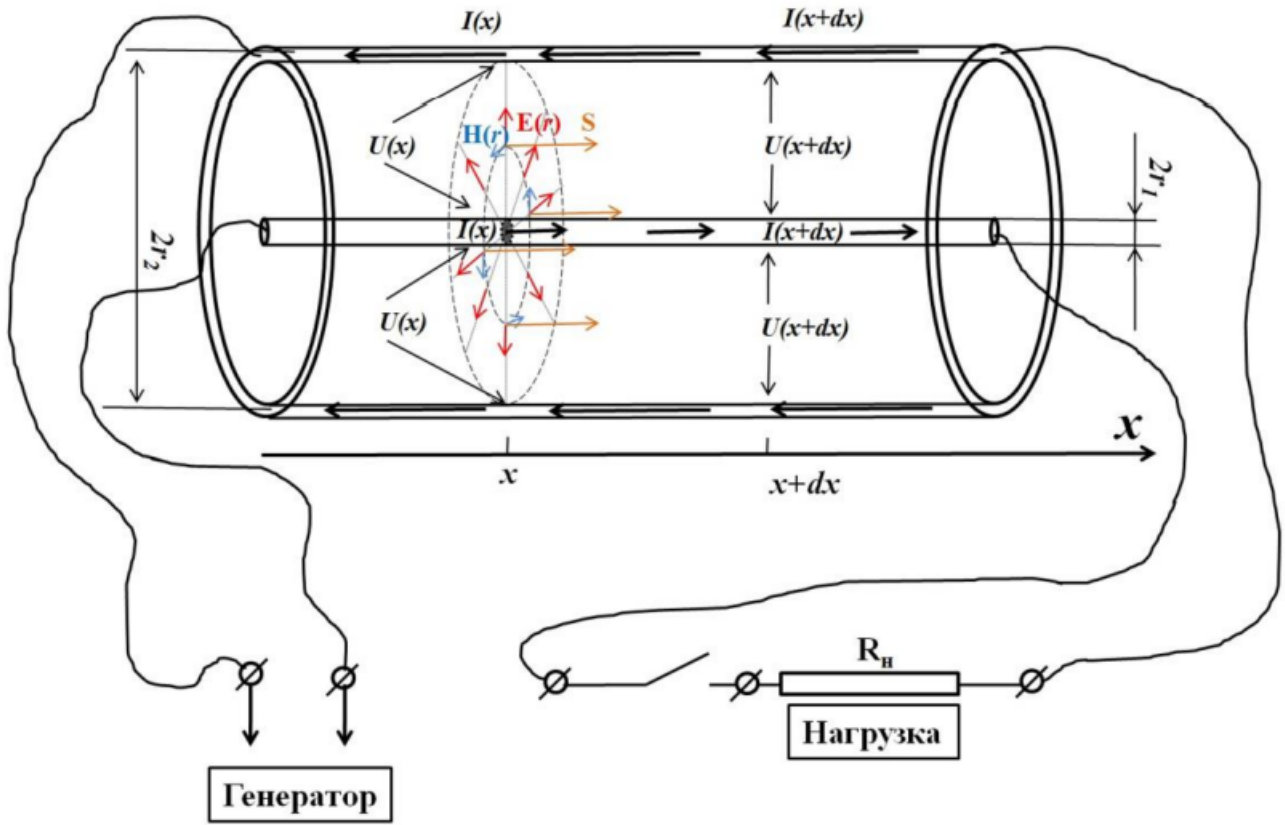 I(x)
I(x+dx)
H(r)
E(r)
S
U(x)
U(x+dx)
2r₁
2r₂
I(x)
I(x+dx)
U(x)
U(x+dx)
x
x
x+dx
Rн
Нагрузка
Генератор